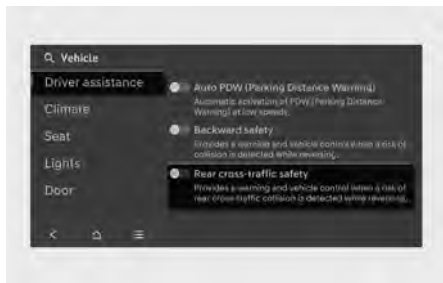 Vehicle
Driver assistance
Climate
Seat
Lights
Door
Auto PDW (Parking Distance Warning)
Automatic activation of PDW (Parking Distance
Warning) at low speeds.
Backward safety
Provides a warning and vehicle control when a risk of
collision is detected while reversing.
Rear cross-traffic safety
Provides a warning and vehicle control when a risk of
rear cross-traffic collision is detected while reversing.